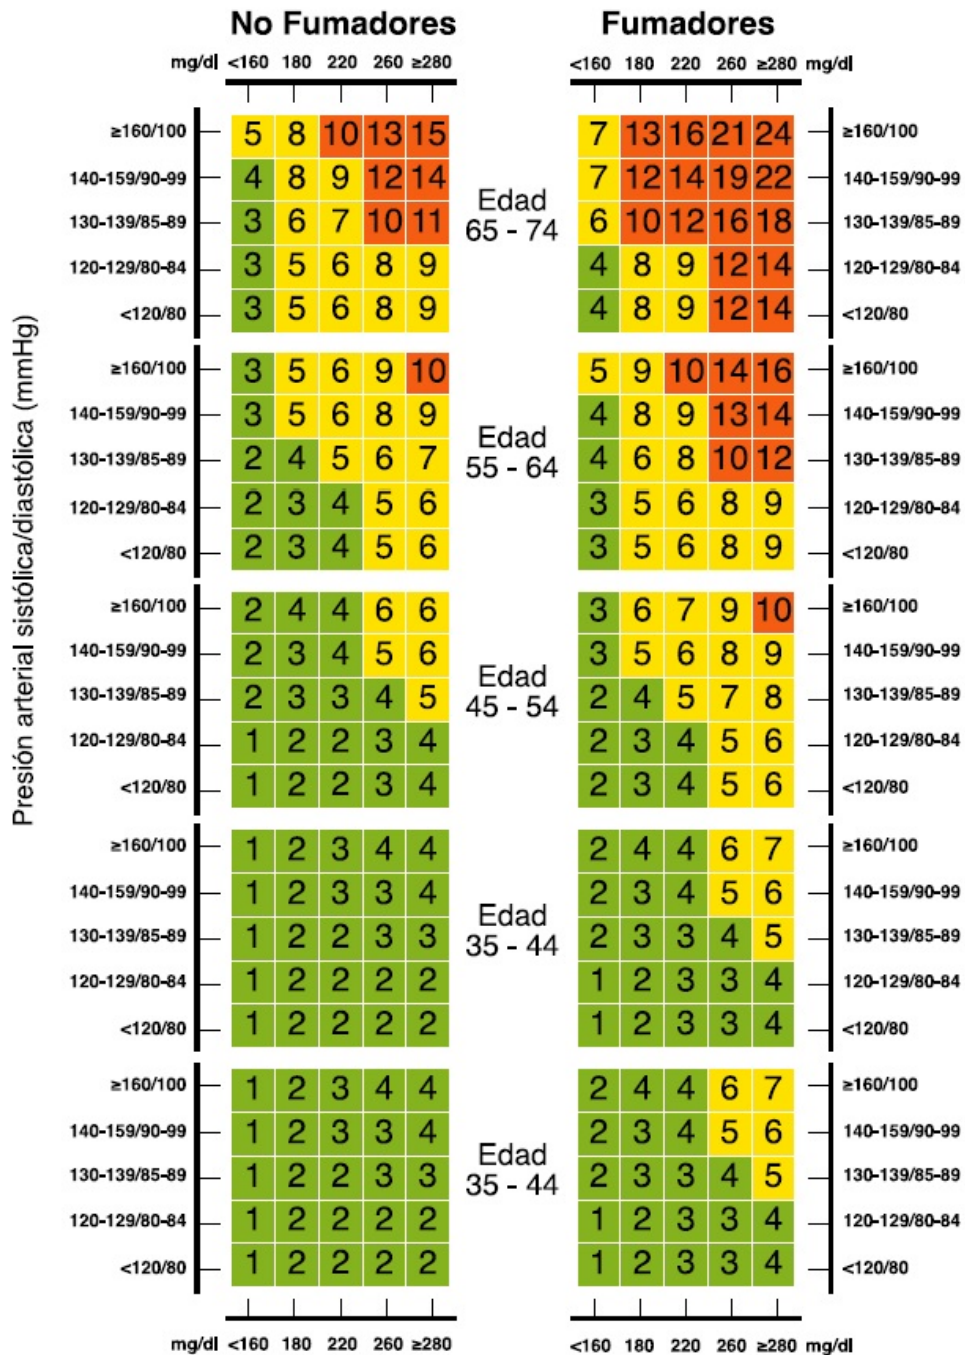 No Fumadores Fumadores
mg/dl <160 180 220 260 ≥280 <160 180 220 260 ≥280 mg/dl
Presión arterial sistólica/diastólica (mmHg)
≥160/100 5 8 10 13 15 7 13 16 21 24 ≥160/100
140-159/90-99 4 8 9 12 14 7 12 14 19 22 140-159/90-99
Edad
65 - 74
130-139/85-89 3 6 7 10 11 6 10 12 16 18 130-139/85-89
120-129/80-84 3 5 6 8 9 4 8 9 12 14 120-129/80-84
<120/80 3 5 6 8 9 4 8 9 12 14 <120/80
≥160/100 3 5 6 9 10 5 9 10 14 16 ≥160/100
140-159/90-99 3 5 6 8 9 4 8 9 13 14 140-159/90-99
Edad
55 - 64
130-139/85-89 2 4 5 6 7 4 6 8 10 12 130-139/85-89
120-129/80-84 2 3 4 5 6 3 5 6 8 9 120-129/80-84
<120/80 2 3 4 5 6 3 5 6 8 9 <120/80
≥160/100 2 4 4 6 6 3 6 7 9 10 ≥160/100
140-159/90-99 2 3 4 5 6 3 5 6 8 9 140-159/90-99
Edad
45 - 54
130-139/85-89 2 3 3 4 5 2 4 5 7 8 130-139/85-89
120-129/80-84 1 2 2 3 4 2 3 4 5 6 120-129/80-84
<120/80 1 2 2 3 4 2 3 4 5 6 <120/80
≥160/100 1 2 3 4 4 2 4 4 6 7 ≥160/100
140-159/90-99 1 2 3 3 4 2 3 4 5 6 140-159/90-99
Edad
35 - 44
130-139/85-89 1 2 2 3 3 2 3 3 4 5 130-139/85-89
120-129/80-84 1 2 2 2 2 1 2 3 3 4 120-129/80-84
<120/80 1 2 2 2 2 1 2 3 3 4 <120/80
≥160/100 1 2 3 4 4 2 4 4 6 7 ≥160/100
140-159/90-99 1 2 3 3 4 2 3 4 5 6 140-159/90-99
Edad
35 - 44
130-139/85-89 1 2 2 3 3 2 3 3 4 5 130-139/85-89
120-129/80-84 1 2 2 2 2 1 2 3 3 4 120-129/80-84
<120/80 1 2 2 2 2 1 2 3 3 4 <120/80
mg/dl <160 180 220 260 ≥280 <160 180 220 260 ≥280 mg/dl